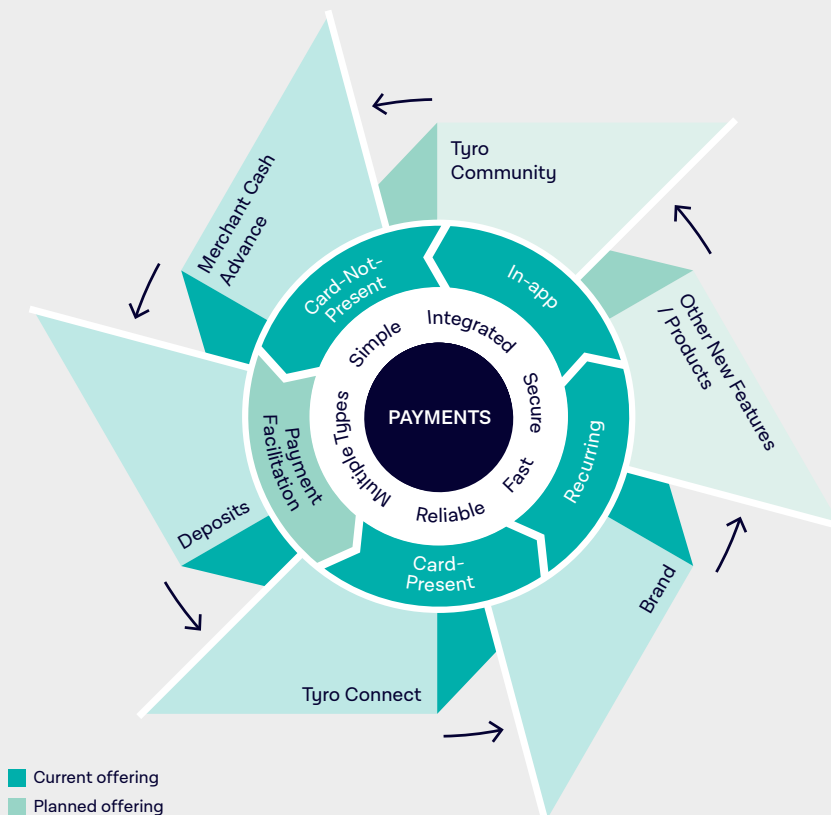 Tyro
Community
Merchant Cash
Advance
Card-Not-
Present
In-app
Other New Features
/ Products
Simple
Integrated
Secure
Fast
Reliable
Multiple Types
PAYMENTS
Payment
Facilitation
Recurring
Deposits
Card-
Present
Brand
Tyro Connect
Current offering
Planned offering